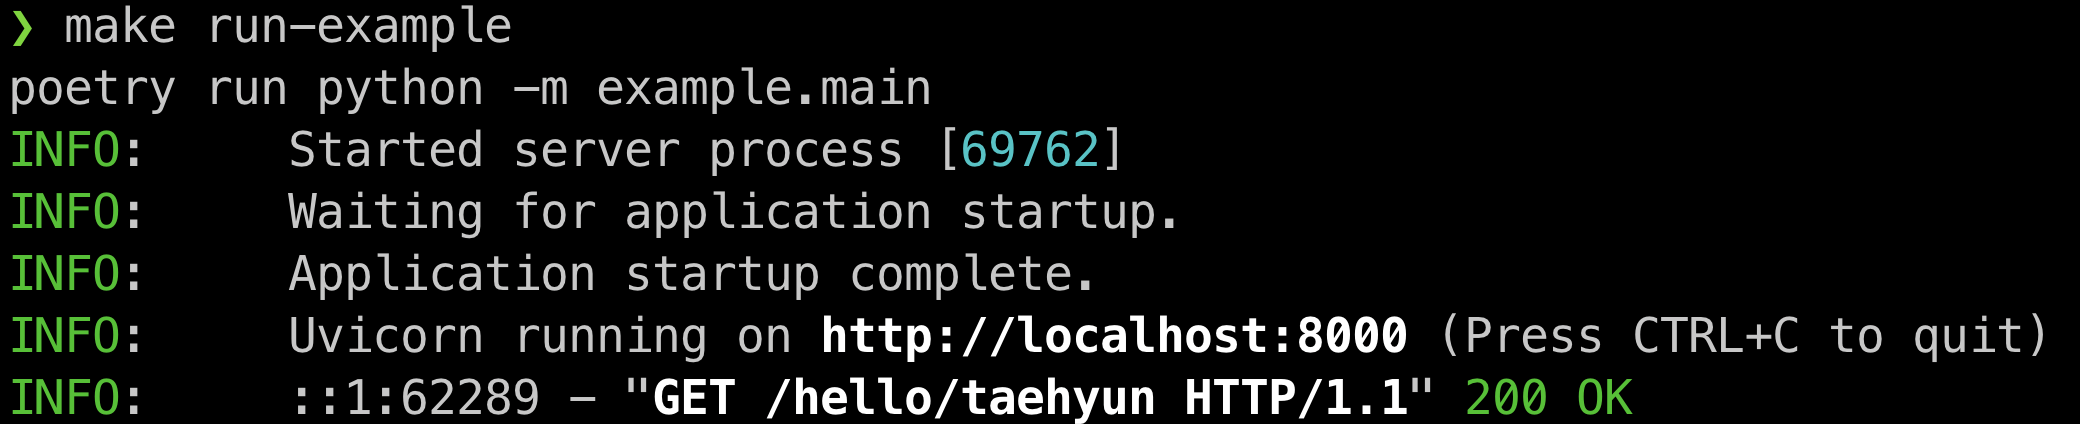 ❯ make run-example
poetry run python -m example.main
INFO:     Started server process [69762]
INFO:     Waiting for application startup.
INFO:     Application startup complete.
INFO:     Uvicorn running on http://localhost:8000 (Press CTRL+C to quit)
INFO:     ::1:62289 - "GET /hello/taehyun HTTP/1.1" 200 OK